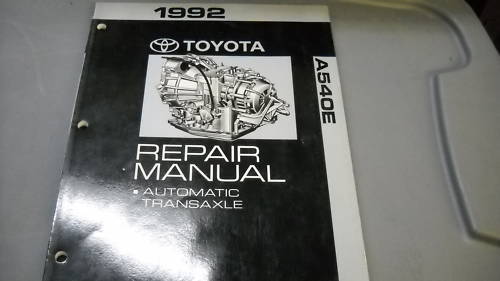 1992
TOYOTA
A540E
REPAIR
MANUAL
▪ AUTOMATIC
TRANSAXLE